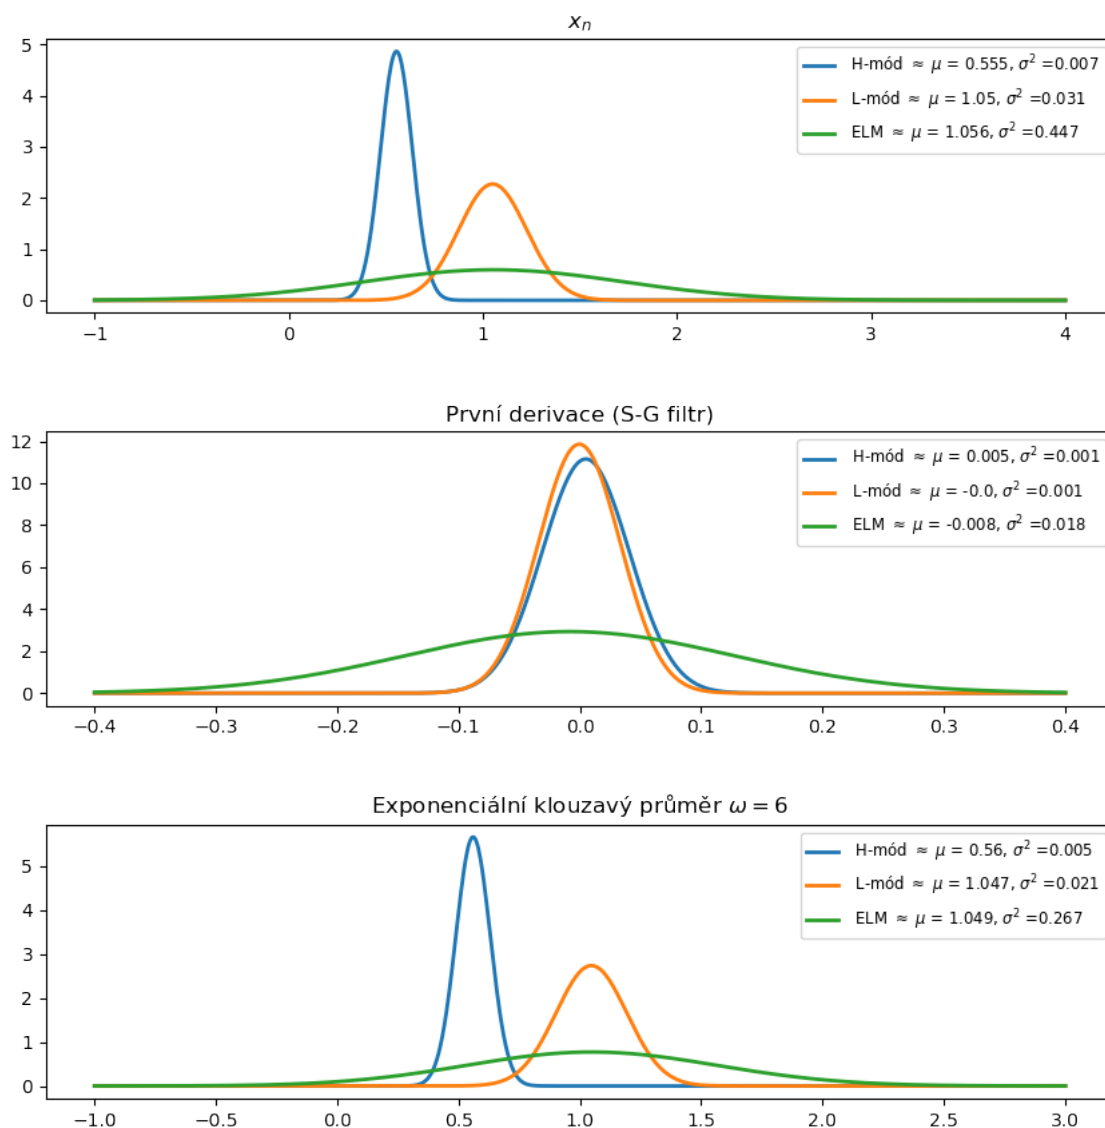 xₙ
5
4
3
2
1
0
H-mód ≈ μ = 0.555, σ² =0.007
L-mód ≈ μ = 1.05, σ² =0.031
ELM ≈ μ = 1.056, σ² =0.447
−1 0 1 2 3 4
První derivace (S-G filtr)
12
10
8
6
4
2
0
H-mód ≈ μ = 0.005, σ² =0.001
L-mód ≈ μ = -0.0, σ² =0.001
ELM ≈ μ = -0.008, σ² =0.018
−0.4 −0.3 −0.2 −0.1 0.0 0.1 0.2 0.3 0.4
Exponenciální klouzavý průměr ω = 6
5
4
3
2
1
0
H-mód ≈ μ = 0.56, σ² =0.005
L-mód ≈ μ = 1.047, σ² =0.021
ELM ≈ μ = 1.049, σ² =0.267
−1.0 −0.5 0.0 0.5 1.0 1.5 2.0 2.5 3.0